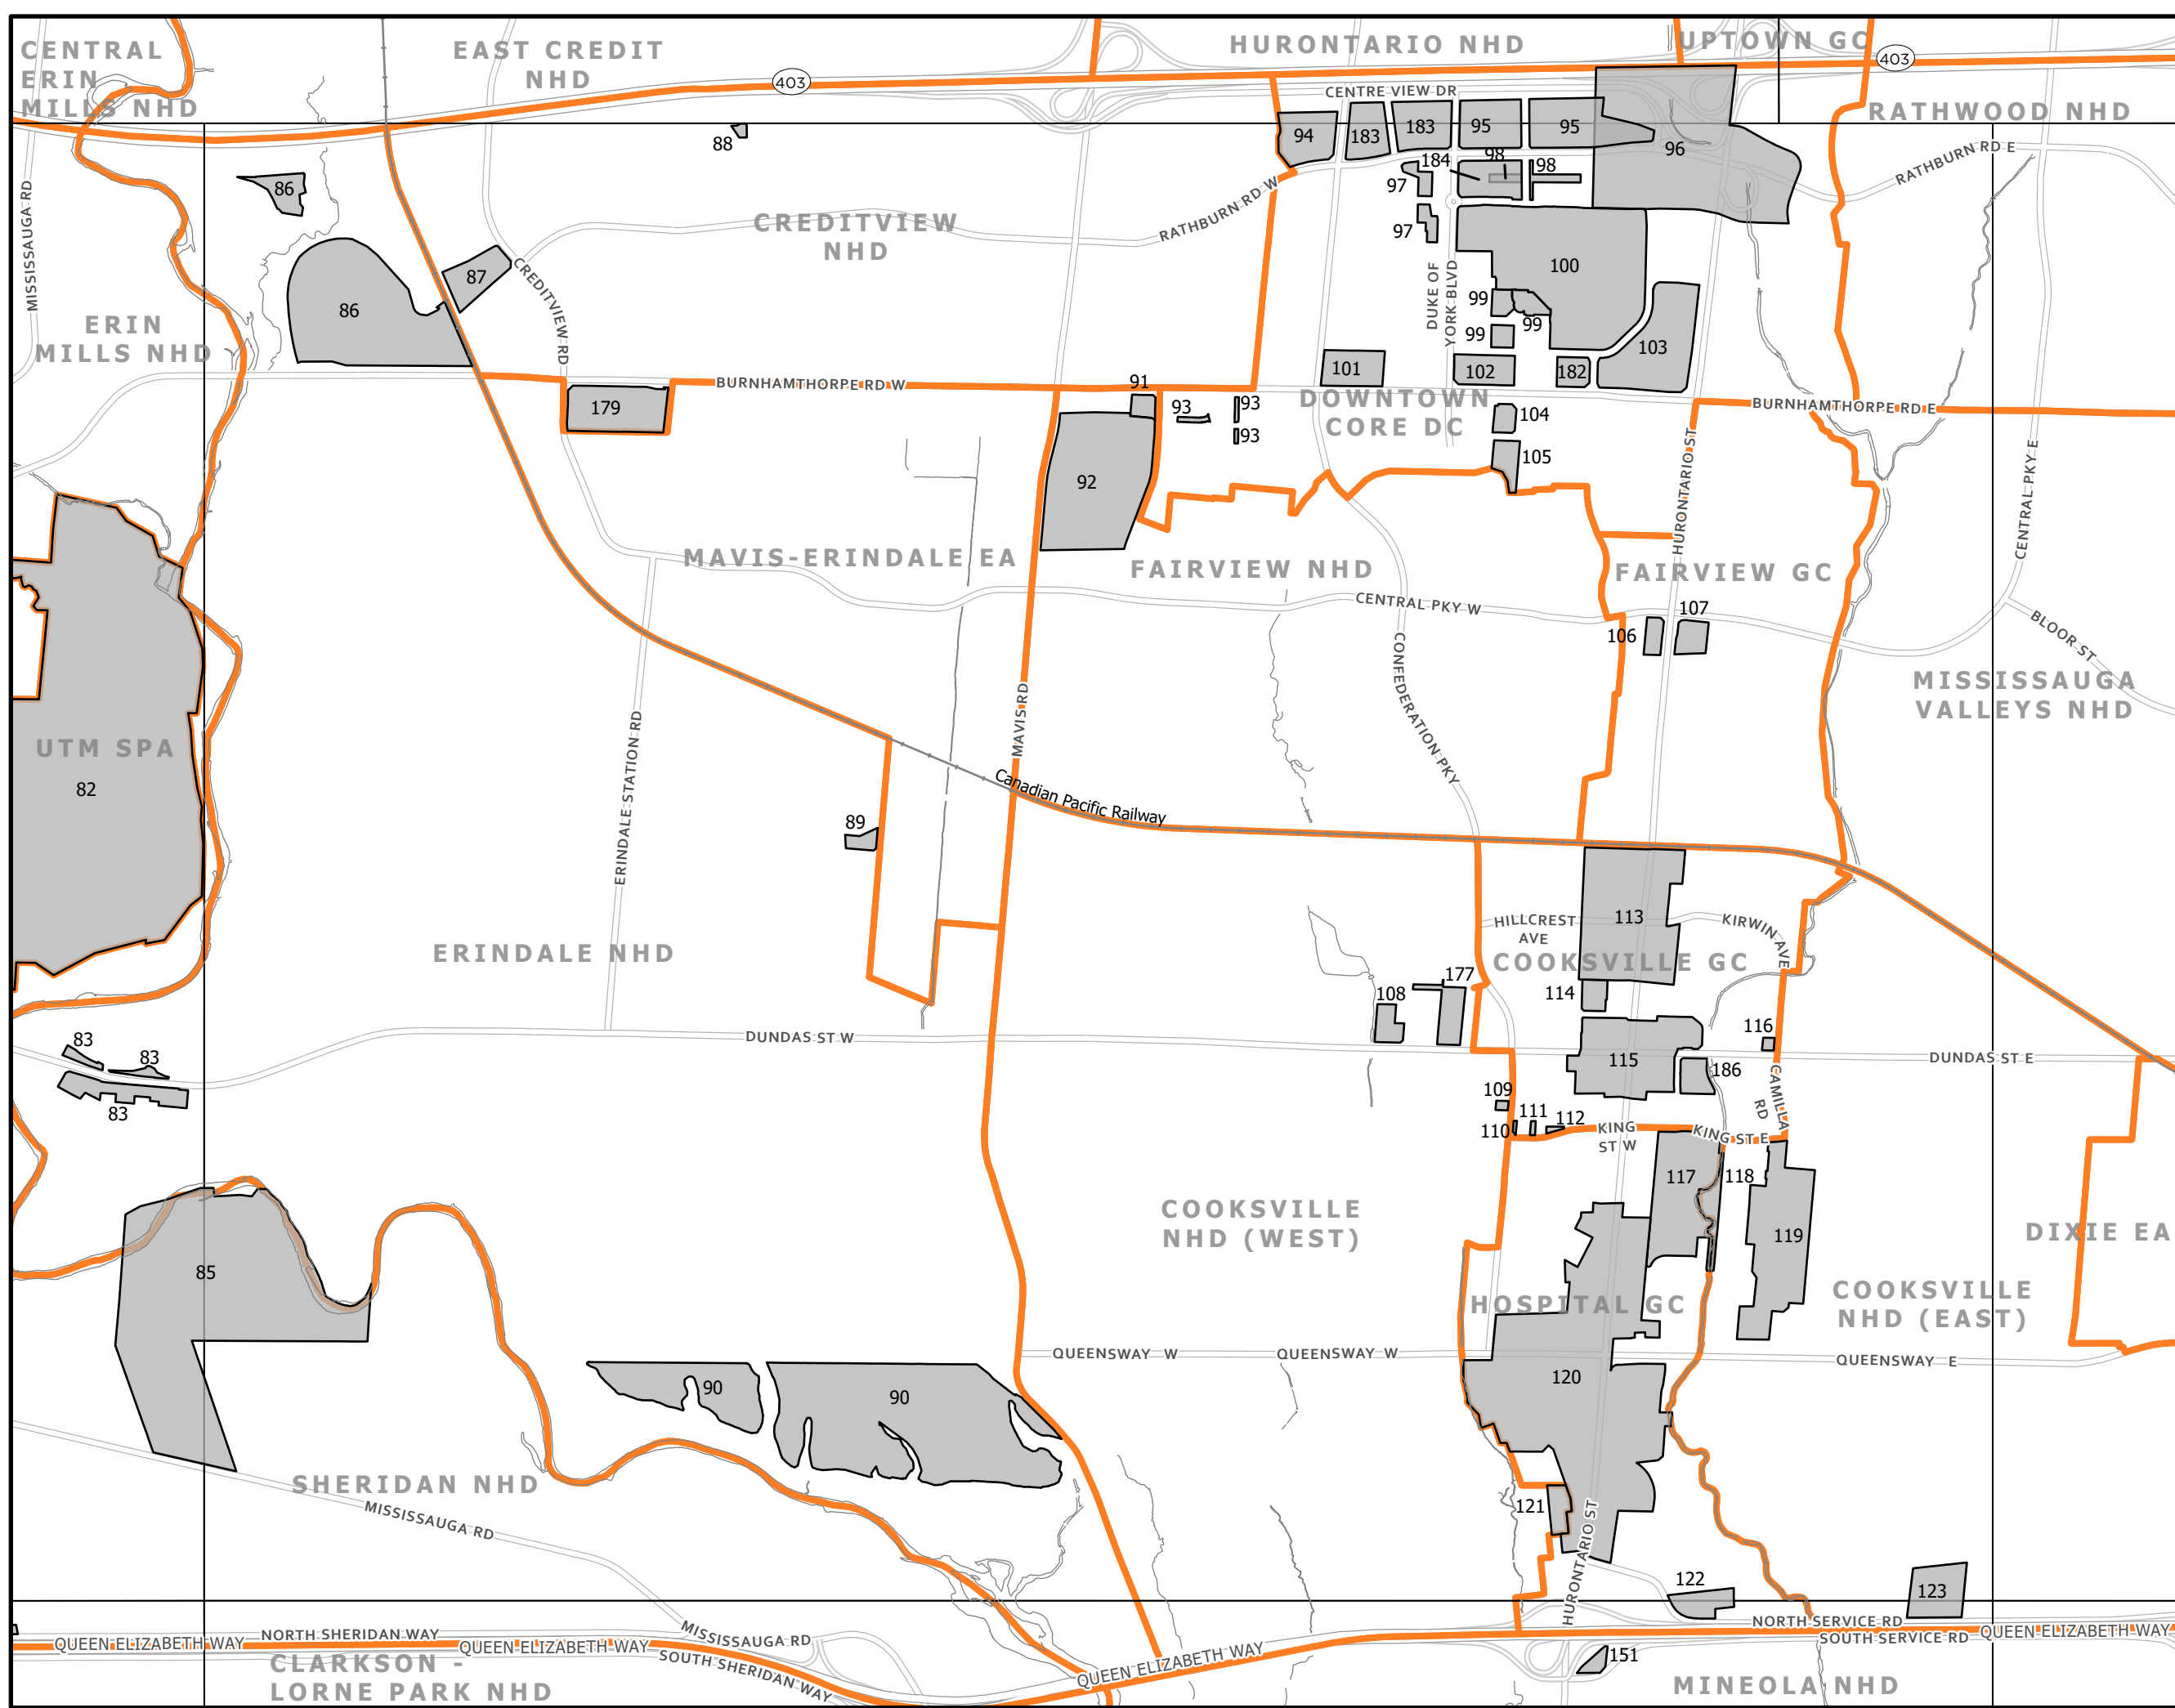 CENTRAL
ERIN
MILLS NHD
EAST CREDIT
NHD
HURONTARIO NHD
UPTOWN GC
403
403
CENTRE VIEW DR
RATHWOOD NHD
88
94
183
183
95
95
96
RATHBURN RD E
184
98
98
97
97
86
MISSISSAUGA RD
CREDITVIEW
NHD
RATHBURN RD W
87
86
CREDITVIEW RD
DUKE OF
YORK BLVD
100
99
99
99
103
ERIN
MILLS NHD
101
102
182
BURNHAMTHORPE RD W
91
179
93
93
93
DOWNTOWN
CORE DC
104
105
BURNHAMTHORPE RD E
HURONTARIO ST
CENTRAL PKY E
92
MAVIS-ERINDALE EA
FAIRVIEW NHD
FAIRVIEW GC
CENTRAL PKY W
107
106
BLOOR ST
CONFEDERATION PKY
MISSISSAUGA
VALLEYS NHD
UTM SPA
82
ERINDALE STATION RD
MAVIS RD
Canadian Pacific Railway
89
ERINDALE NHD
HILLCREST
AVE
113
KIRWIN AVE
COOKSVILLE GC
177
108
114
83
83
83
DUNDAS ST W
116
115
DUNDAS ST E
186
CAMILLA
RD
109
110
111
112
KING
ST W
KING ST E
117
118
119
COOKSVILLE
NHD (WEST)
DIXIE EA
85
HOSPITAL GC
COOKSVILLE
NHD (EAST)
QUEENSWAY W
QUEENSWAY W
QUEENSWAY E
90
90
120
SHERIDAN NHD
MISSISSAUGA RD
121
HURONTARIO ST
122
123
NORTH SERVICE RD
SOUTH SERVICE RD
QUEEN ELIZABETH WAY
QUEEN ELIZABETH WAY
NORTH SHERIDAN WAY
QUEEN ELIZABETH WAY
MISSISSAUGA RD
SOUTH SHERIDAN WAY
QUEEN ELIZABETH WAY
151
CLARKSON -
LORNE PARK NHD
MINEOLA NHD